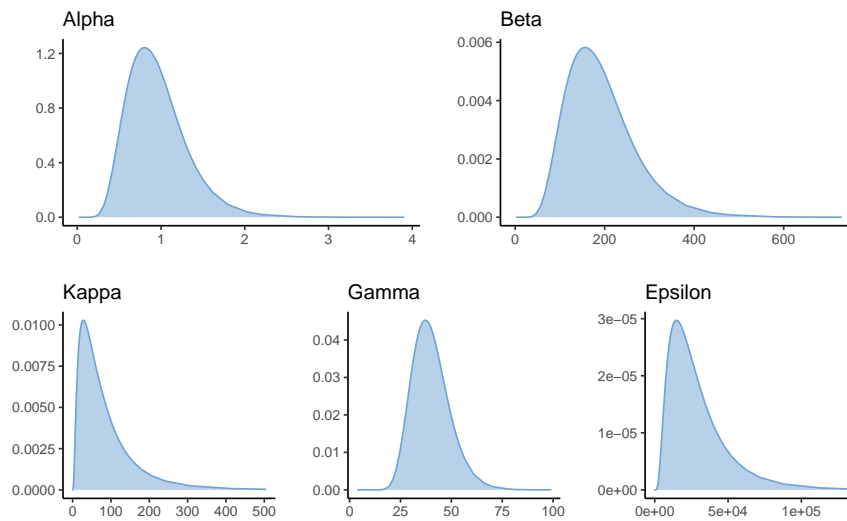 Alpha
1.2
0.8
0.4
0.0
0 1 2 3 4
Beta
0.006
0.004
0.002
0.000
0 200 400 600
Kappa
0.0100
0.0075
0.0050
0.0025
0.0000
0 100 200 300 400 500
Gamma
0.04
0.03
0.02
0.01
0.00
0 25 50 75 100
Epsilon
3e−05
2e−05
1e−05
0e+00
0e+00 5e+04 1e+05